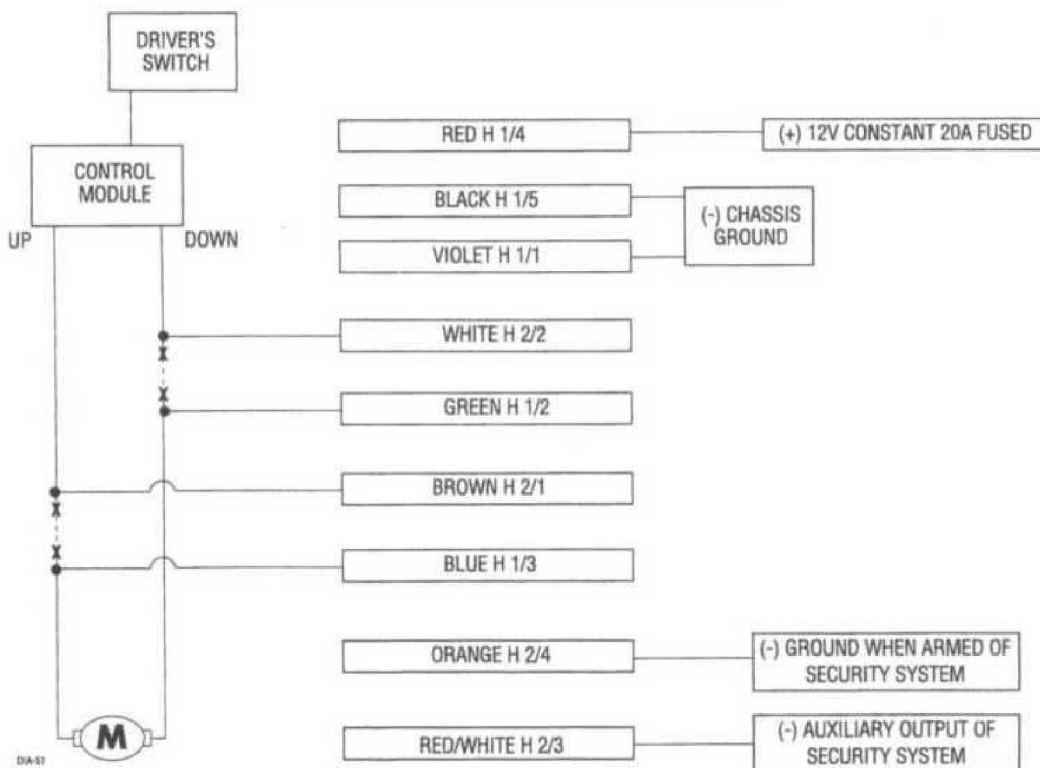 DRIVER'S
SWITCH
CONTROL
MODULE
UP
DOWN
RED H 1/4
(+) 12V CONSTANT 20A FUSED
BLACK H 1/5
(-) CHASSIS
GROUND
VIOLET H 1/1
WHITE H 2/2
GREEN H 1/2
BROWN H 2/1
BLUE H 1/3
ORANGE H 2/4
(-) GROUND WHEN ARMED OF
SECURITY SYSTEM
M
RED/WHITE H 2/3
(-) AUXILIARY OUTPUT OF
SECURITY SYSTEM
DIA-51